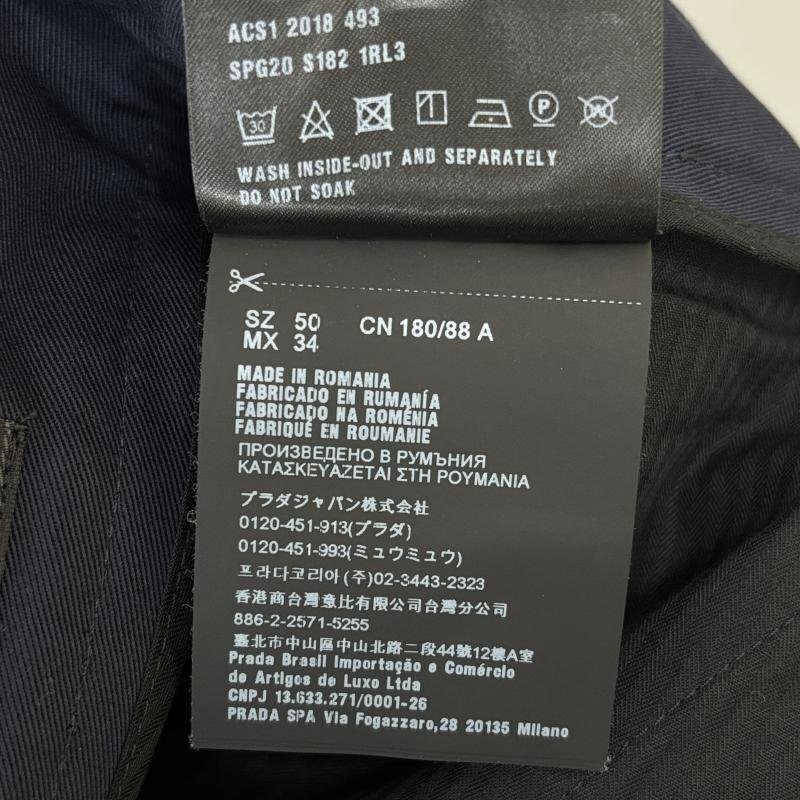 ACS1 2018 493
SPG20 S182 1RL3
30 P W
WASH INSIDE-OUT AND SEPARATELY
DO NOT SOAK
SZ 50 CN 180/88 A
MX 34
MADE IN ROMANIA
FABRICADO EN RUMANÍA
FABRICADO NA ROMÉNIA
FABRIQUÉ EN ROUMANIE
ПРОИЗВЕДЕНО В РУМЪНИЯ
ΚΑΤΑΣΚΕΥΑΖΕΤΑΙ ΣΤΗ ΡΟΥΜΑΝΙΑ
プラダジャパン株式会社
0120-451-913(プラダ)
0120-451-993(ミュウミュウ)
프라다코리아(주)02-3443-2323
香港商台灣意比有限公司台灣分公司
886-2-2571-5255
臺北市中山區中山北路二段44號12樓A室
Prada Brasil Importação e Comércio
de Artigos de Luxo Ltda
CNPJ 13.633.271/0001-26
PRADA SPA Via Fogazzaro,28 20135 Milano